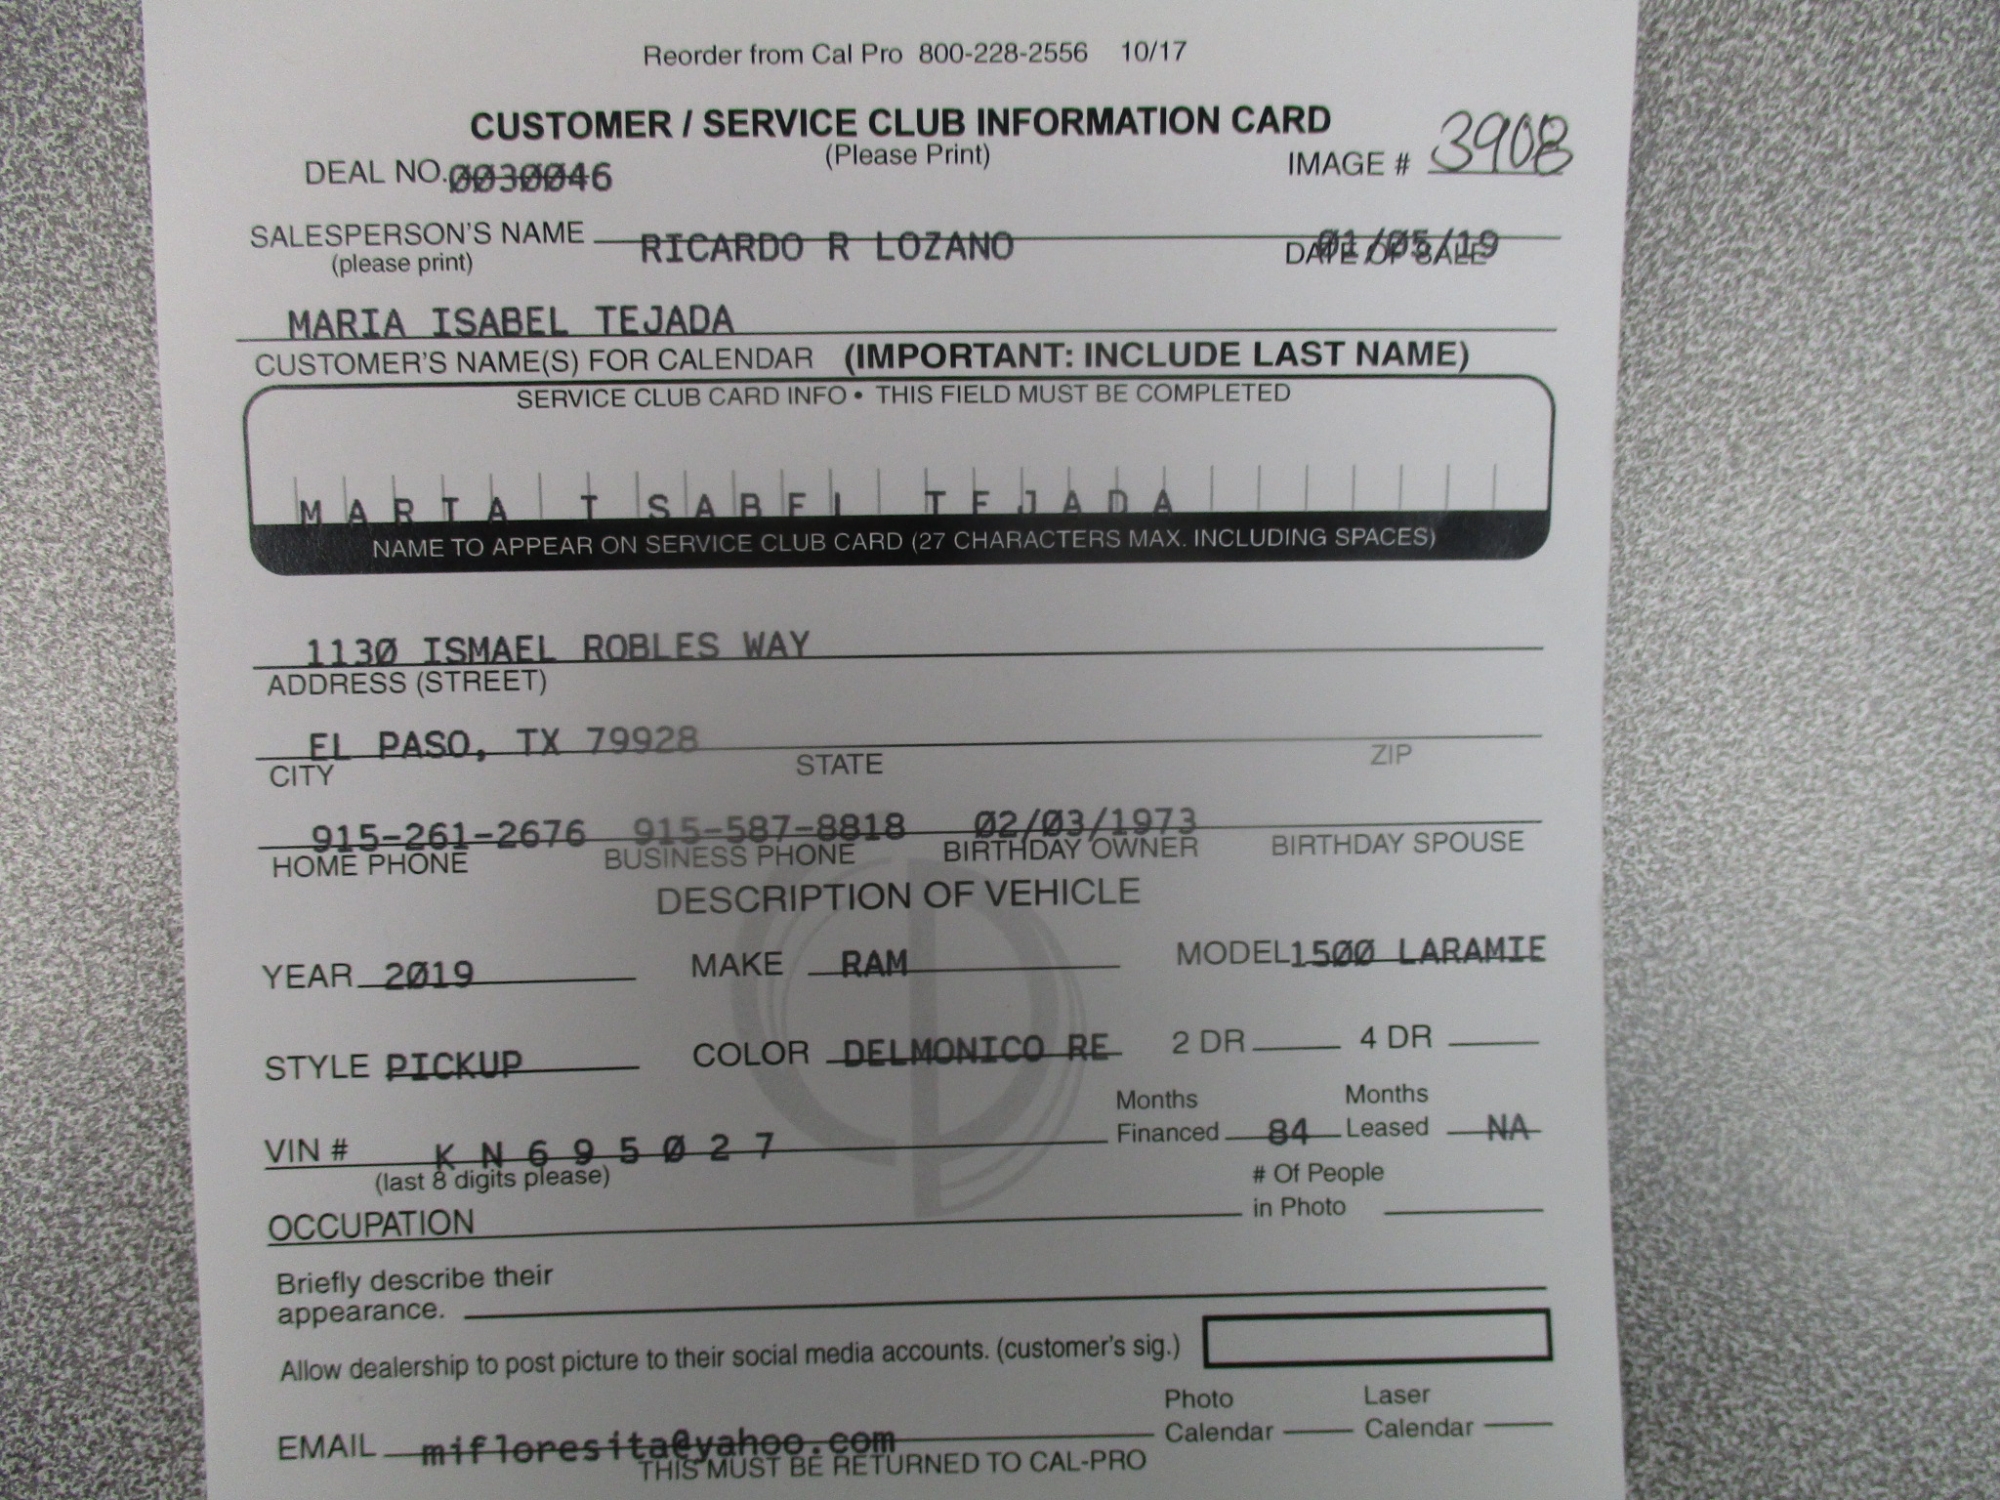 Reorder from Cal Pro 800-228-2556 10/17
CUSTOMER / SERVICE CLUB INFORMATION CARD
(Please Print)
DEAL NO. 0030046
IMAGE # 3908
SALESPERSON'S NAME RICARDO R LOZANO
(please print)
DATE OF SALE 01/05/19
MARIA ISABEL TEJADA
CUSTOMER'S NAME(S) FOR CALENDAR (IMPORTANT: INCLUDE LAST NAME)
SERVICE CLUB CARD INFO • THIS FIELD MUST BE COMPLETED
MARIA ISABEL TEJADA
NAME TO APPEAR ON SERVICE CLUB CARD (27 CHARACTERS MAX. INCLUDING SPACES)
1130 ISMAEL ROBLES WAY
ADDRESS (STREET)
EL PASO, TX 79928
CITY STATE ZIP
915-261-2676 915-587-8818 02/03/1973
HOME PHONE BUSINESS PHONE BIRTHDAY OWNER BIRTHDAY SPOUSE
DESCRIPTION OF VEHICLE
YEAR 2019 MAKE RAM MODEL 1500 LARAMIE
STYLE PICKUP COLOR DELMONICO RE 2 DR 4 DR
VIN # KN695027
(last 8 digits please)
Months Financed 84 Months Leased NA
OCCUPATION
# Of People in Photo
Briefly describe their
appearance.
Allow dealership to post picture to their social media accounts. (customer's sig.)
EMAIL mifloresita@yahoo.com
Photo Calendar Laser Calendar
THIS MUST BE RETURNED TO CAL-PRO